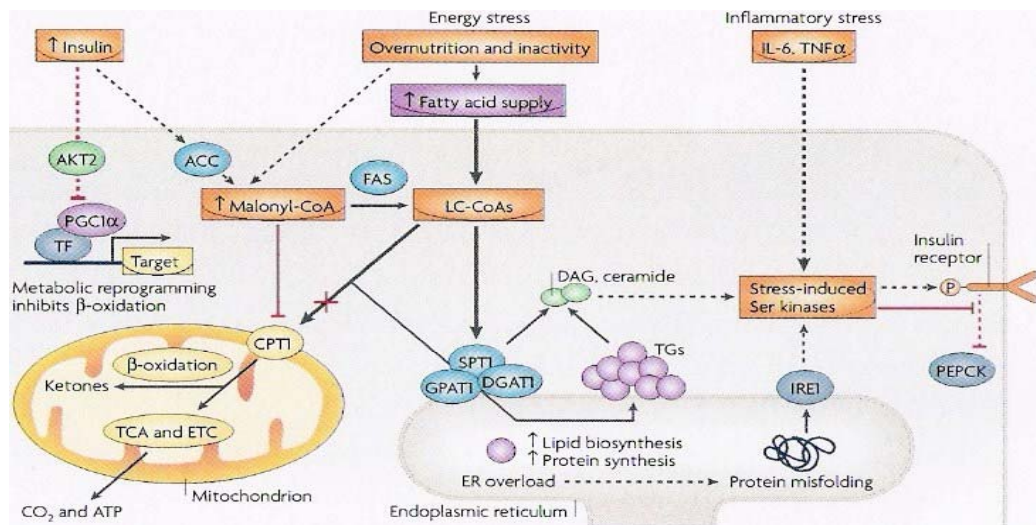 Energy stress
Inflammatory stress
↑ Insulin
Overnutrition and inactivity
IL-6, TNFα
↑ Fatty acid supply
AKT2
ACC
FAS
↑ Malonyl-CoA
LC-CoAs
PGC1α
TF
Target
Metabolic reprogramming
inhibits β-oxidation
DAG, ceramide
Stress-induced
Ser kinases
P
Insulin
receptor
CPT1
β-oxidation
Ketones
TCA and ETC
CO₂ and ATP
Mitochondrion
SPT1
GPAT1
DGAT1
TGs
IRE1
PEPCK
↑ Lipid biosynthesis
↑ Protein synthesis
ER overload
Protein misfolding
Endoplasmic reticulum